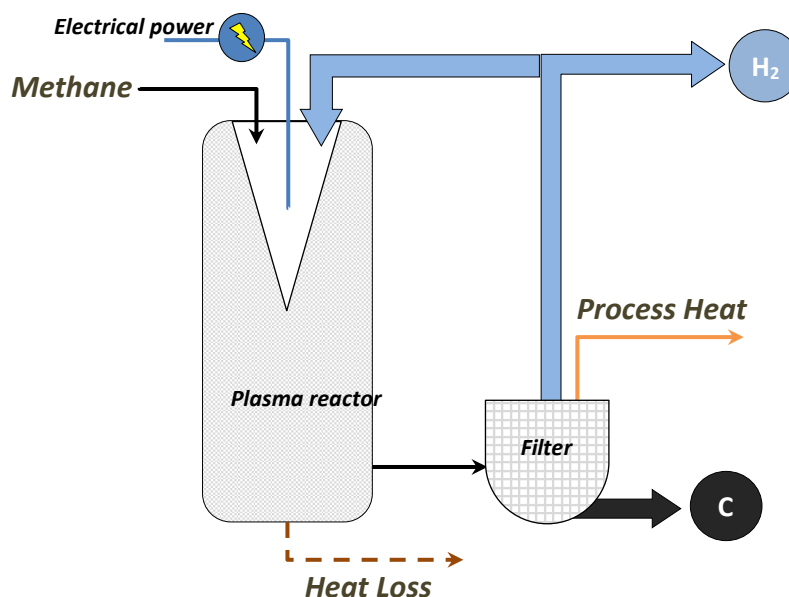 Electrical power
Methane
H2
Process Heat
Plasma reactor
Filter
C
Heat Loss